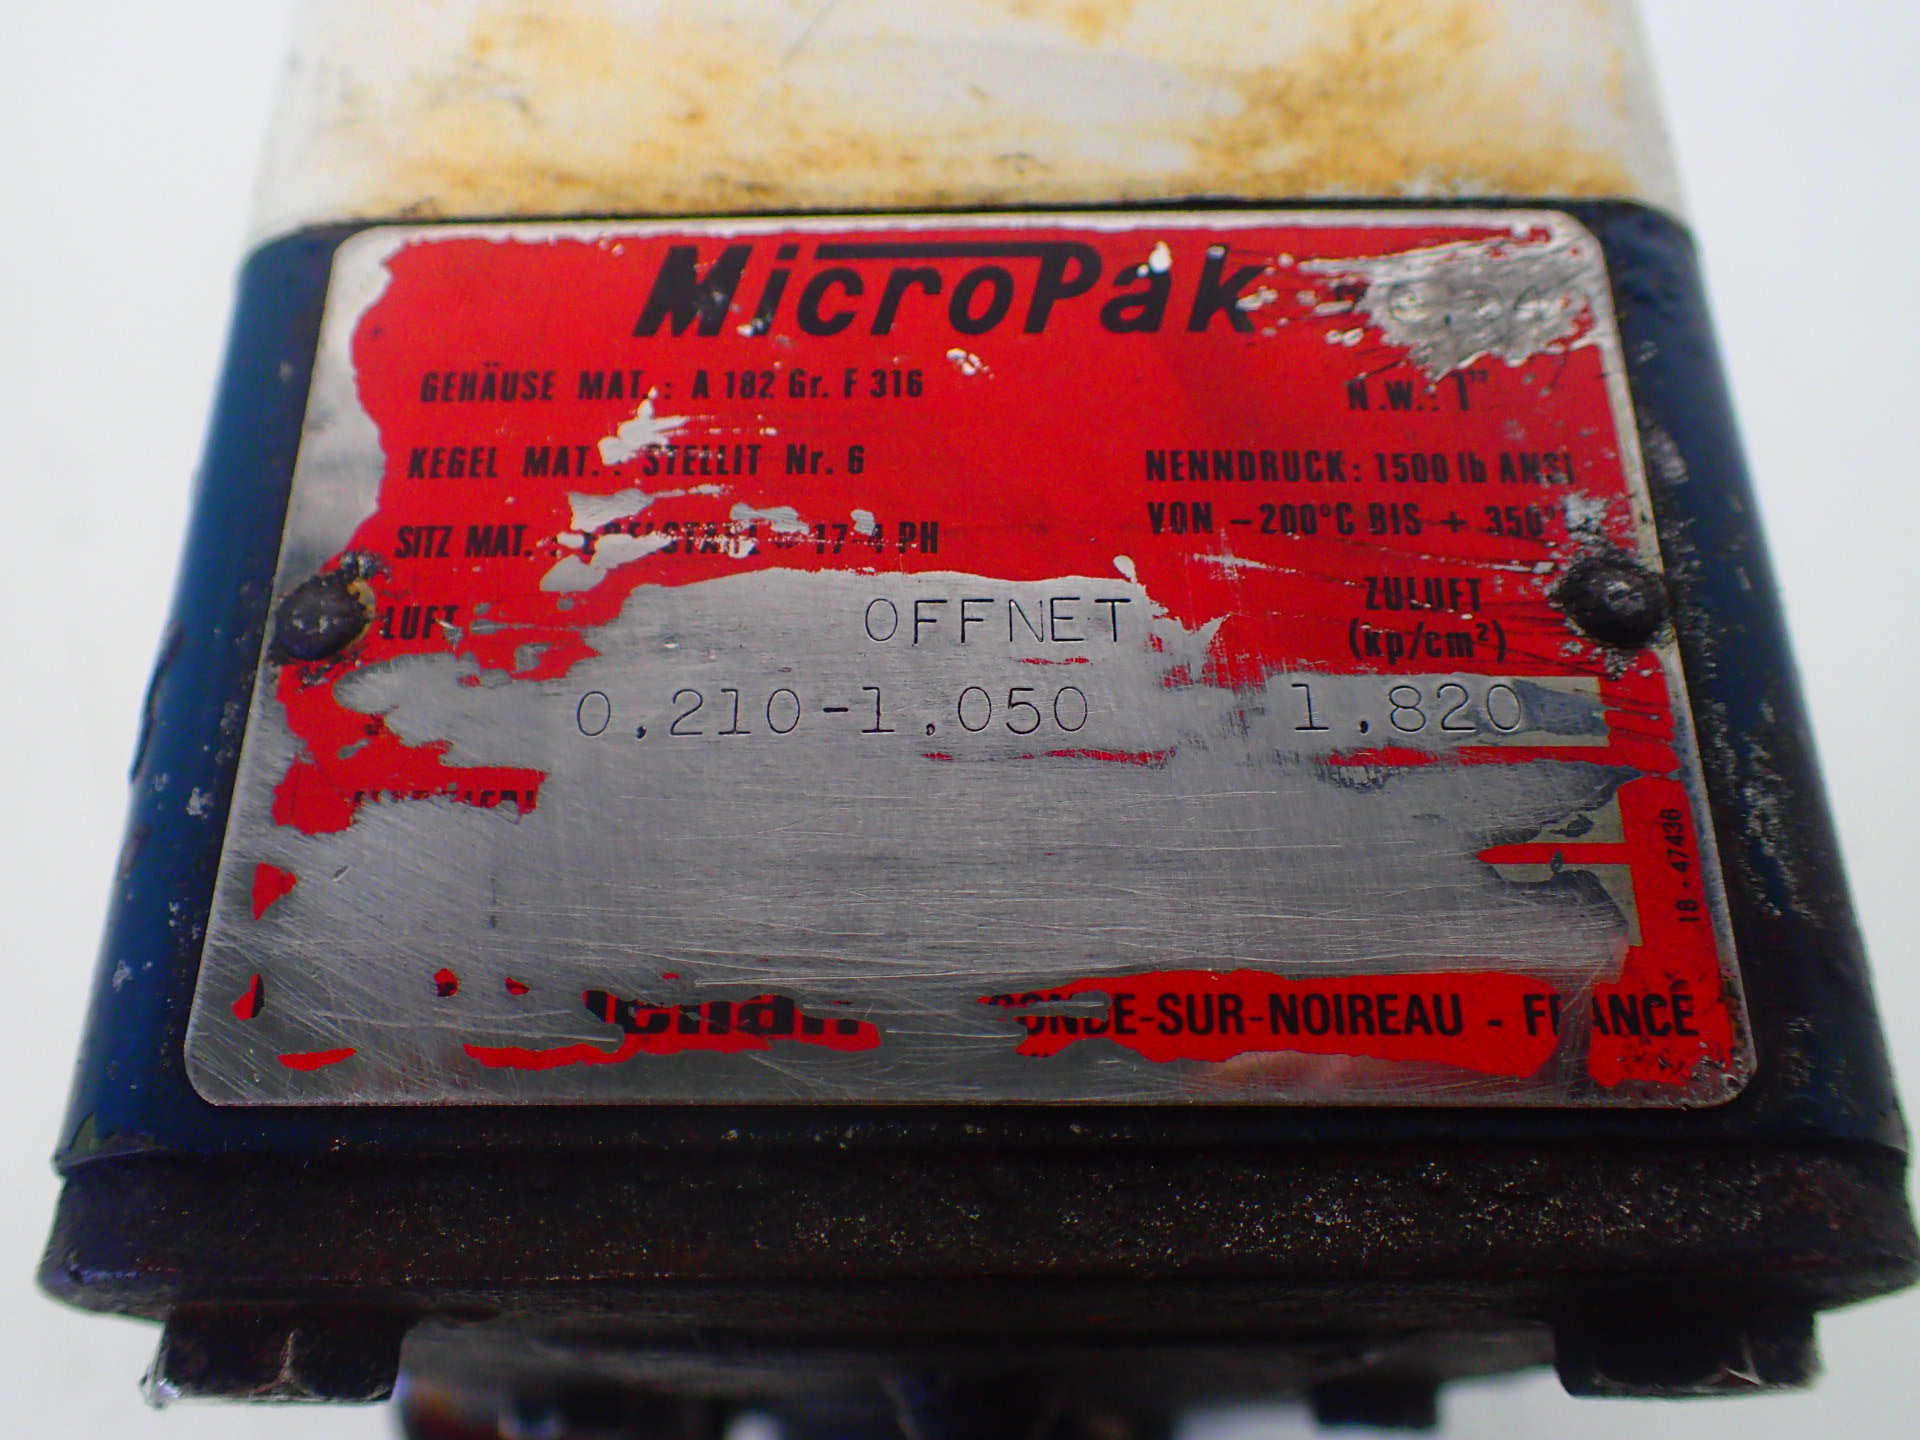 MicroPak
GEHÄUSE MAT.: A 182 Gr. F 316
N.W.: 1"
KEGEL MAT.: STELLIT Nr. 6
NENNDRUCK: 1500 lb ANSI
VON -200°C BIS + 350°
SITZ MAT.: 17-4 PH
LUFT OFFNET
ZULUFT
(kp/cm²)
0.210-1.050 1.820
18-47436
CONDE-SUR-NOIREAU - FRANCE